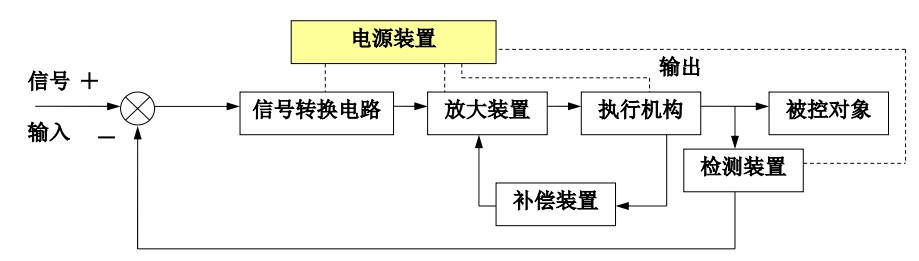 电源装置
输出
信号 +
信号转换电路
放大装置
执行机构
被控对象
输入 −
检测装置
补偿装置